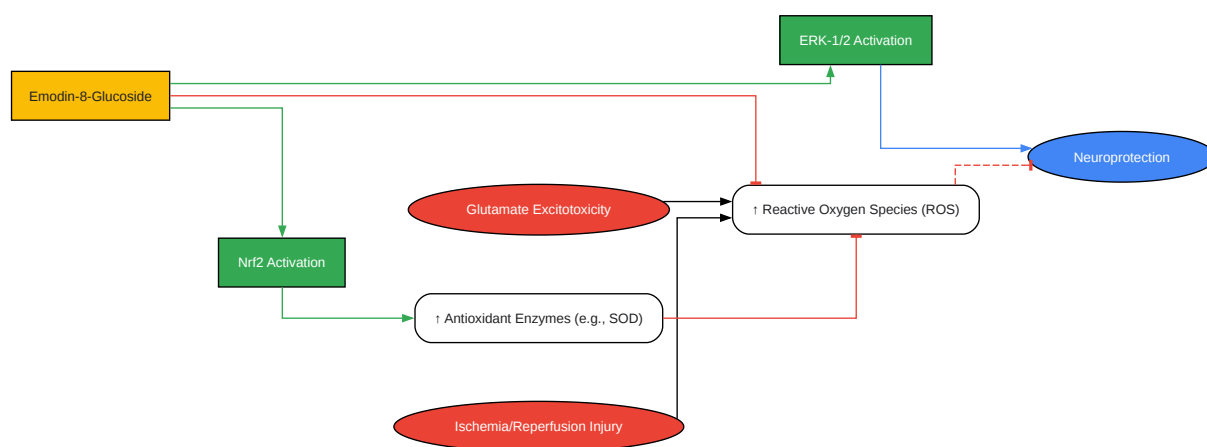 ERK-1/2 Activation
Emodin-8-Glucoside
Neuroprotection
Glutamate Excitotoxicity
↑ Reactive Oxygen Species (ROS)
Nrf2 Activation
↑ Antioxidant Enzymes (e.g., SOD)
Ischemia/Reperfusion Injury